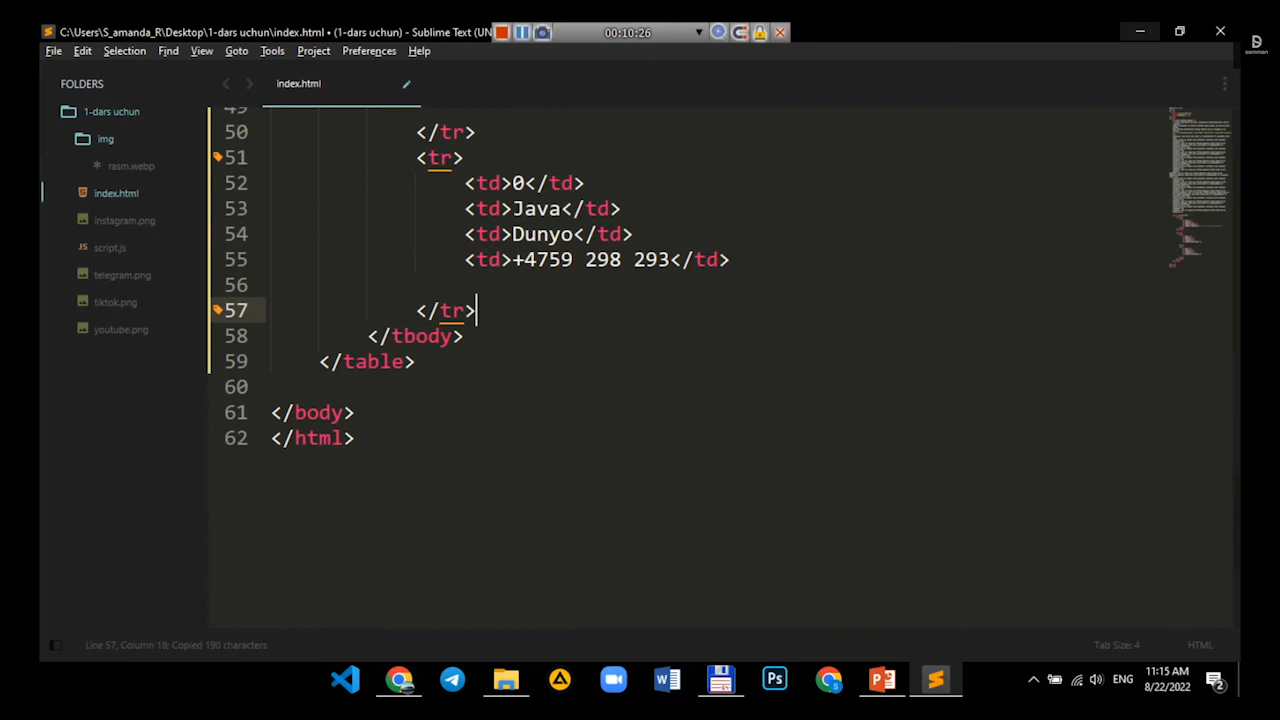 C:\Users\S_amanda_R\Desktop\1-dars uchun\index.html • (1-dars uchun) - Sublime Text (UN
00:10:26
File Edit Selection Find View Goto Tools Project Preferences Help
damman
FOLDERS
1-dars uchun
img
rasm.webp
index.html
instagram.png
script.js
telegram.png
tiktok.png
youtube.png
index.html
49
50 </tr>
51 <tr>
52 <td>0</td>
53 <td>Java</td>
54 <td>Dunyo</td>
55 <td>+4759 298 293</td>
56
57 </tr>
58 </tbody>
59 </table>
60
61 </body>
62 </html>
Line 57, Column 18; Copied 190 characters
Tab Size: 4
HTML
ENG
11:15 AM
8/22/2022
2